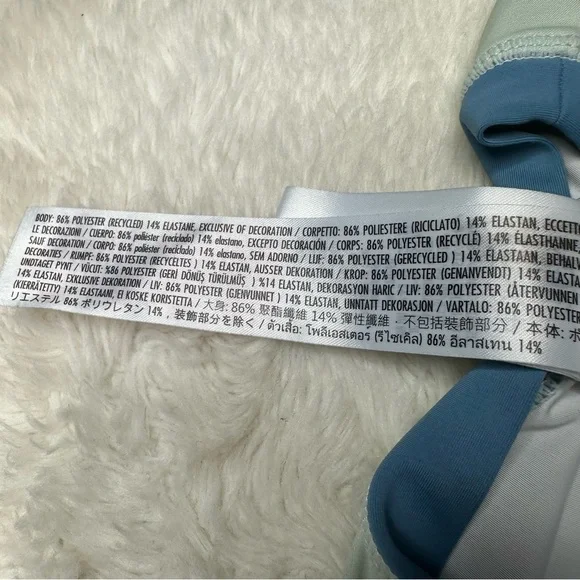 BODY: 86% POLYESTER (RECYCLED) 14% ELASTANE, EXCLUSIVE OF DECORATION / CORPETTO: 86% POLIESTERE (RICICLATO) 14% ELASTAN, ECCETTO
LE DECORAZIONI / CUERPO: 86% poliéster (reciclado) 14% elastano, EXCEPTO DECORACIÓN / CORPS: 86% POLYESTER (RECYCLÉ) 14% ÉLASTHANNE,
SAUF DECORATION / CORPO: 86% poliéster (reciclado) 14% elastano, SEM ADORNO / LIJF: 86% POLYESTER (GERECYCLED) 14% ELASTAAN, BEHALV
DECORATIES / RUMPF: 86% POLYESTER (RECYCELTES) 14% ELASTAN, AUSSER DEKORATION / KROP: 86% POLYESTER (GENANVENDT) 14% ELASTAN,
UNDTAGET PYNT / VÜCUT: %86 POLYESTER (GERİ DÖNÜŞ TÜRÜLMÜŞ ) %14 ELASTAN, DEKORASYON HARIC / LIV: 86% POLYESTER (ÅTERVUNNEN
14% ELASTAN, EXKLUSIVE DEKORATION / LIV: 86% POLYESTER (GJENVUNNET ) 14% ELASTAN, UNNTATT DEKORASJON / VARTALO: 86% POLYESTER
(KIERRÄTETTY) 14% ELASTAANI, EI KOSKE KORISTETTA / 大身: 86% 聚酯纖維 14% 彈性纖維﹐不包括裝飾部分 / 本体: ポ
リエステル 86% ポリウレタン 14%﹐装飾部分を除く / ตัวเสื้อ: โพลีเอสเตอร (รีไซเคิล) 86% อีลาสเทน 14%